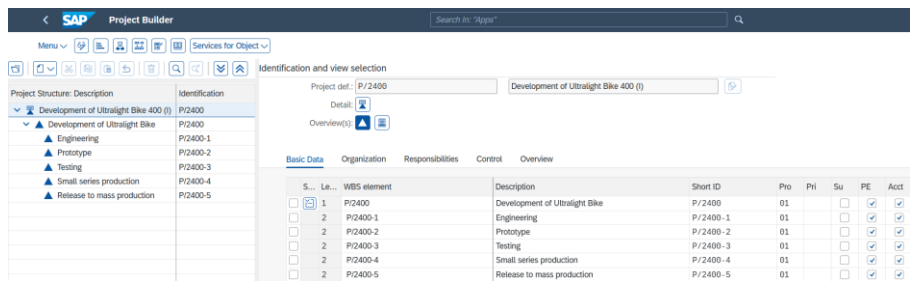 SAP Project Builder Search In: "Apps"
Menu Services for Object
Identification and view selection
Project def.: P/2400 Development of Ultralight Bike 400 (I)
Detail:
Overview(s):
Project Structure: Description Identification
Development of Ultralight Bike 400 (I) P/2400
Development of Ultralight Bike P/2400
Engineering P/2400-1
Prototype P/2400-2
Testing P/2400-3
Small series production P/2400-4
Release to mass production P/2400-5
Basic Data Organization Responsibilities Control Overview
S... Le... WBS element Description Short ID Pro Pri Su PE Acct
1 P/2400 Development of Ultralight Bike P/2400 01
2 P/2400-1 Engineering P/2400-1 01
2 P/2400-2 Prototype P/2400-2 01
2 P/2400-3 Testing P/2400-3 01
2 P/2400-4 Small series production P/2400-4 01
2 P/2400-5 Release to mass production P/2400-5 01